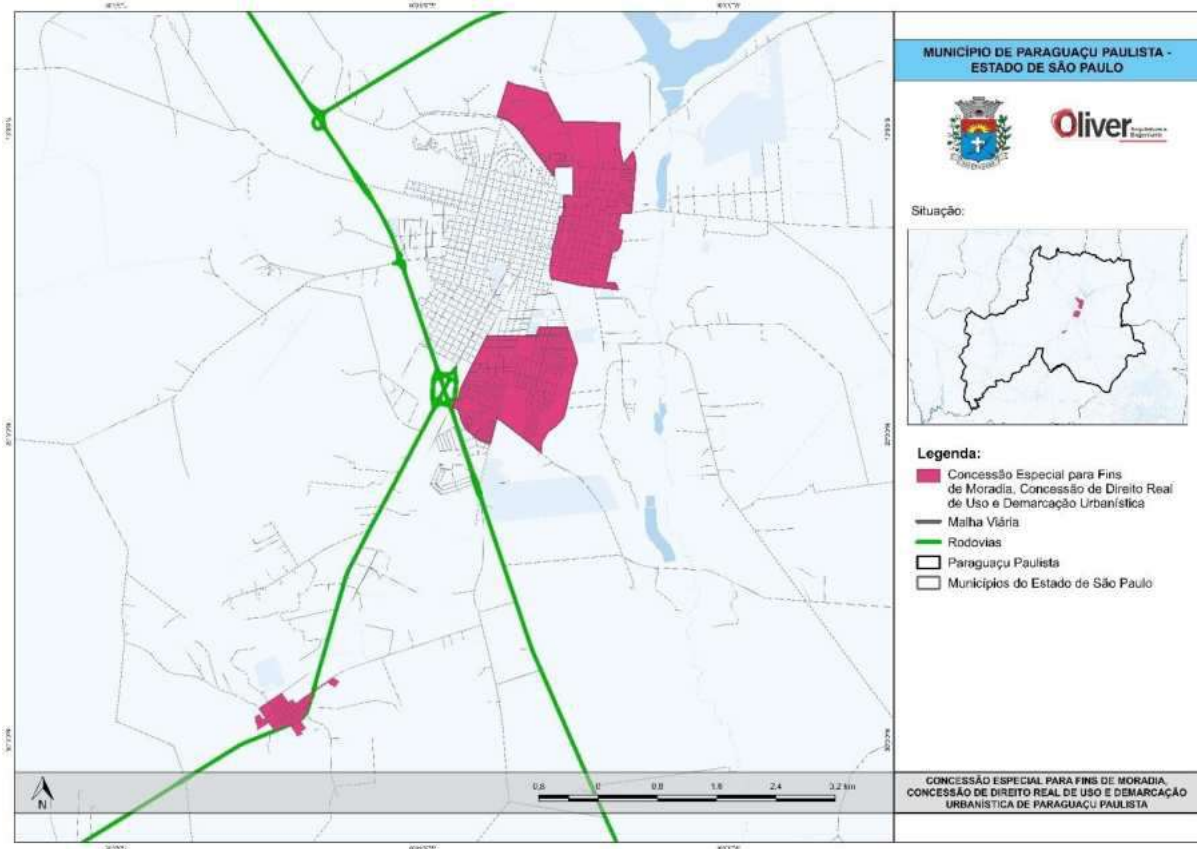 MUNICÍPIO DE PARAGUAÇU PAULISTA -
ESTADO DE SÃO PAULO
Oliver
Situação:
Legenda:
Concessão Especial para Fins
de Moradia, Concessão de Direito Real
de Uso e Demarcação Urbanística
Malha Viária
Rodovias
Paraguaçu Paulista
Municípios do Estado de São Paulo
N
0,8 0 0,8 1,6 2,4 3,2 km
CONCESSÃO ESPECIAL PARA FINS DE MORADIA,
CONCESSÃO DE DIREITO REAL DE USO E DEMARCAÇÃO
URBANÍSTICA DE PARAGUAÇU PAULISTA